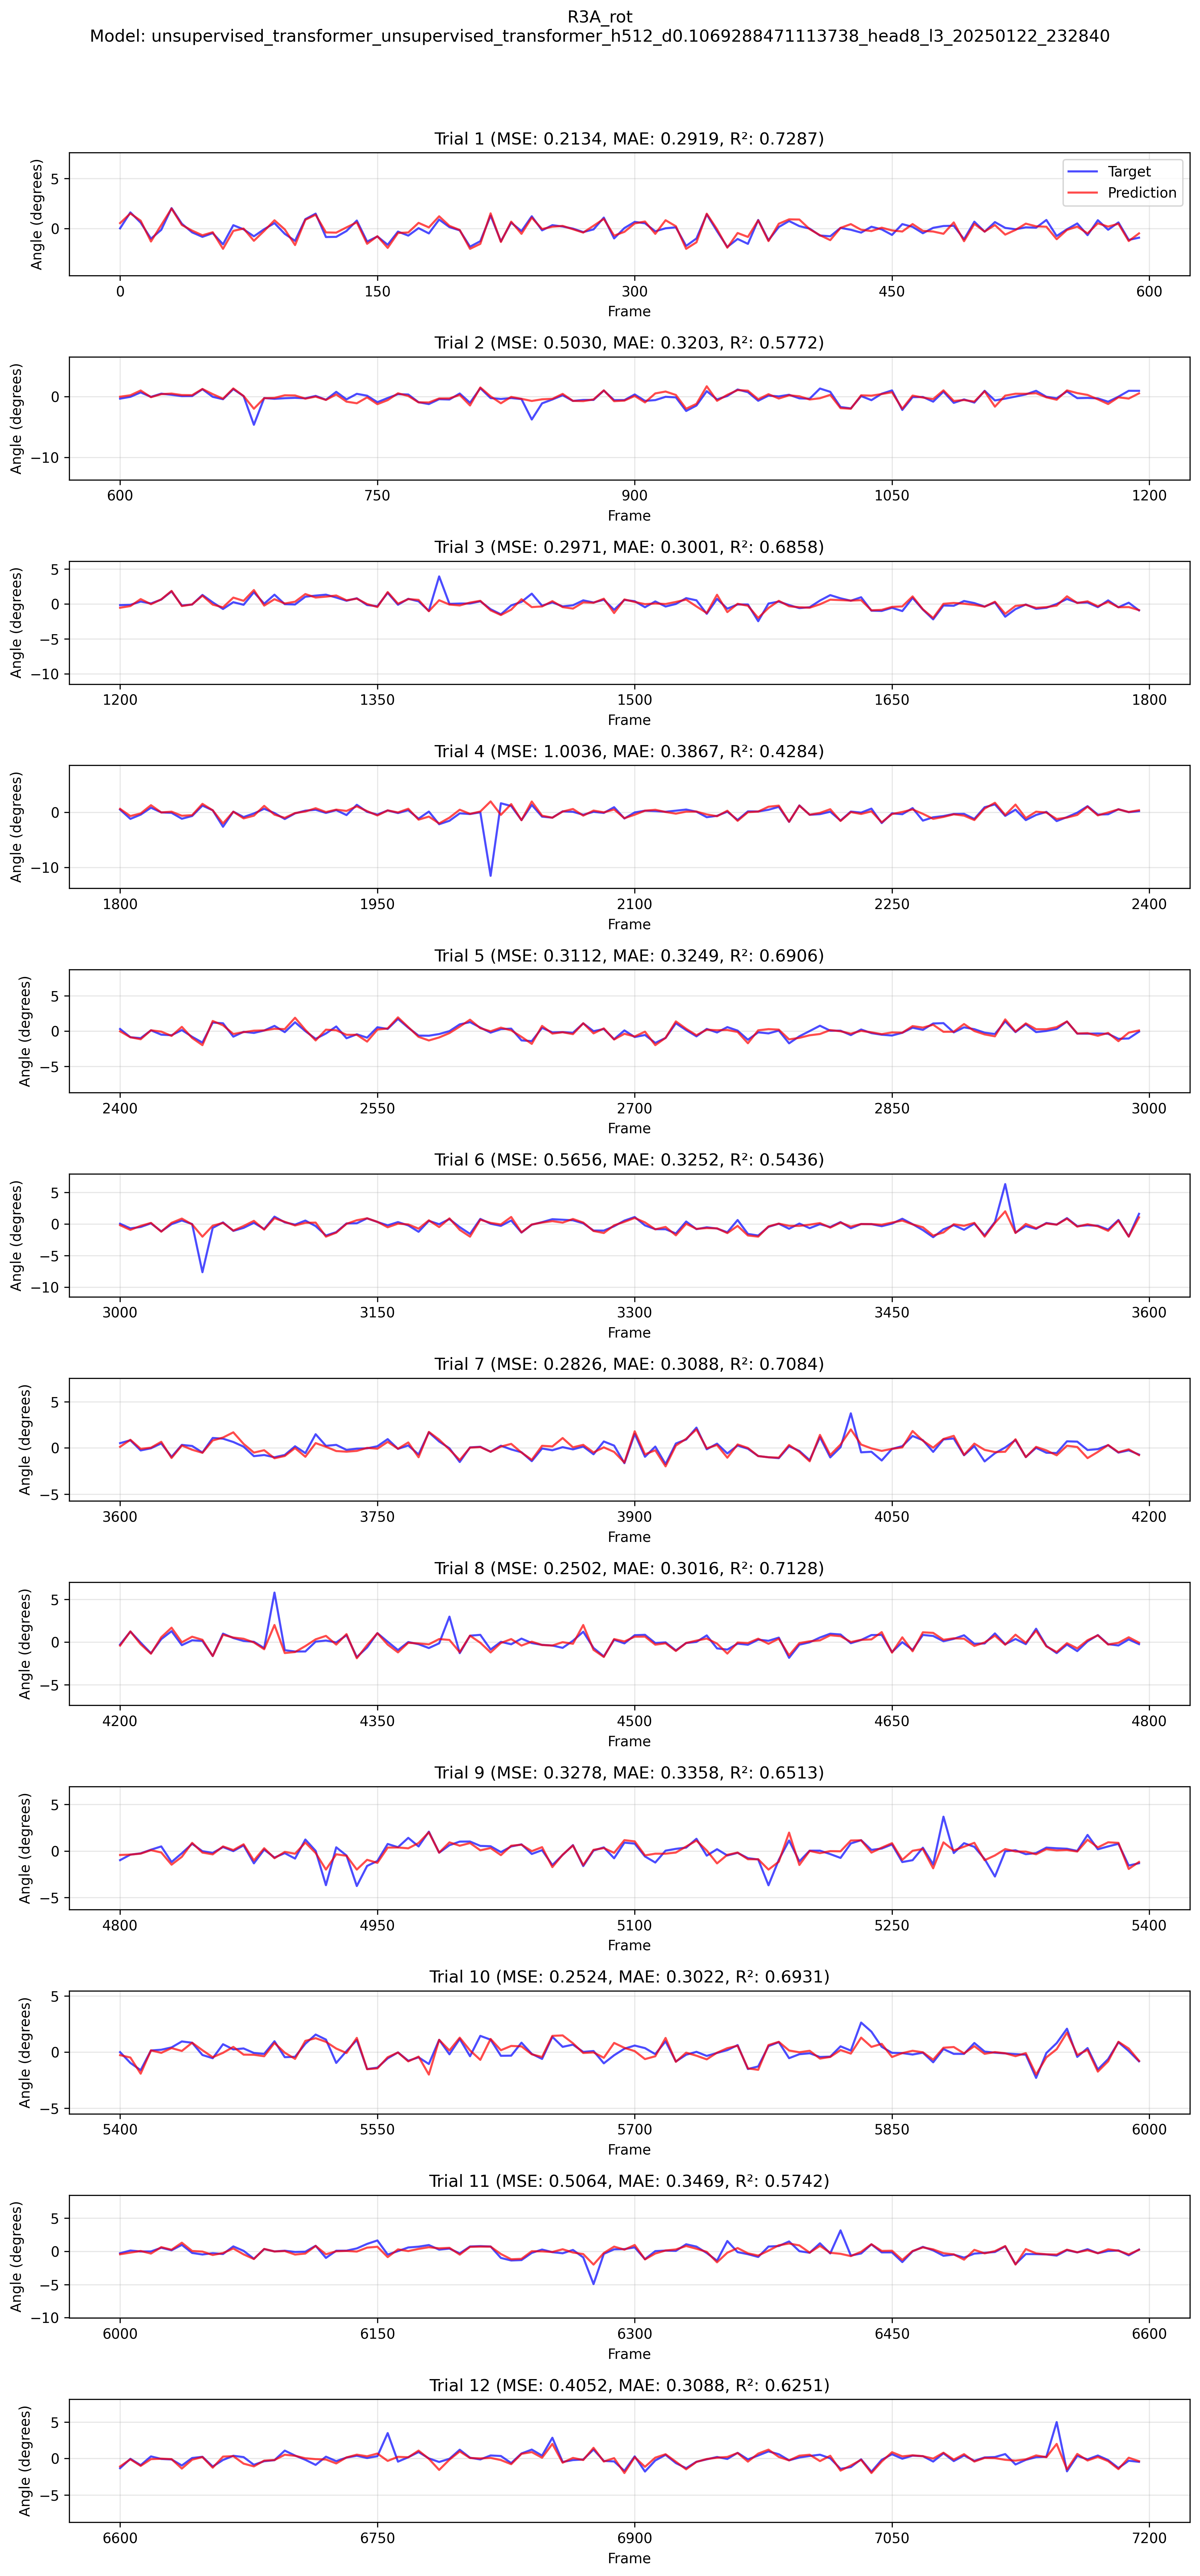 R3A_rot
Model: unsupervised_transformer_unsupervised_transformer_h512_d0.1069288471113738_head8_l3_20250122_232840
Trial 1 (MSE: 0.2134, MAE: 0.2919, R²: 0.7287)
Angle (degrees)
5
0
Target
Prediction
0 150 300 450 600
Frame
Trial 2 (MSE: 0.5030, MAE: 0.3203, R²: 0.5772)
Angle (degrees)
0
−10
600 750 900 1050 1200
Frame
Trial 3 (MSE: 0.2971, MAE: 0.3001, R²: 0.6858)
Angle (degrees)
5
0
−5
−10
1200 1350 1500 1650 1800
Frame
Trial 4 (MSE: 1.0036, MAE: 0.3867, R²: 0.4284)
Angle (degrees)
0
−10
1800 1950 2100 2250 2400
Frame
Trial 5 (MSE: 0.3112, MAE: 0.3249, R²: 0.6906)
Angle (degrees)
5
0
−5
2400 2550 2700 2850 3000
Frame
Trial 6 (MSE: 0.5656, MAE: 0.3252, R²: 0.5436)
Angle (degrees)
5
0
−5
−10
3000 3150 3300 3450 3600
Frame
Trial 7 (MSE: 0.2826, MAE: 0.3088, R²: 0.7084)
Angle (degrees)
5
0
−5
3600 3750 3900 4050 4200
Frame
Trial 8 (MSE: 0.2502, MAE: 0.3016, R²: 0.7128)
Angle (degrees)
5
0
−5
4200 4350 4500 4650 4800
Frame
Trial 9 (MSE: 0.3278, MAE: 0.3358, R²: 0.6513)
Angle (degrees)
5
0
−5
4800 4950 5100 5250 5400
Frame
Trial 10 (MSE: 0.2524, MAE: 0.3022, R²: 0.6931)
Angle (degrees)
5
0
−5
5400 5550 5700 5850 6000
Frame
Trial 11 (MSE: 0.5064, MAE: 0.3469, R²: 0.5742)
Angle (degrees)
5
0
−5
−10
6000 6150 6300 6450 6600
Frame
Trial 12 (MSE: 0.4052, MAE: 0.3088, R²: 0.6251)
Angle (degrees)
5
0
−5
6600 6750 6900 7050 7200
Frame